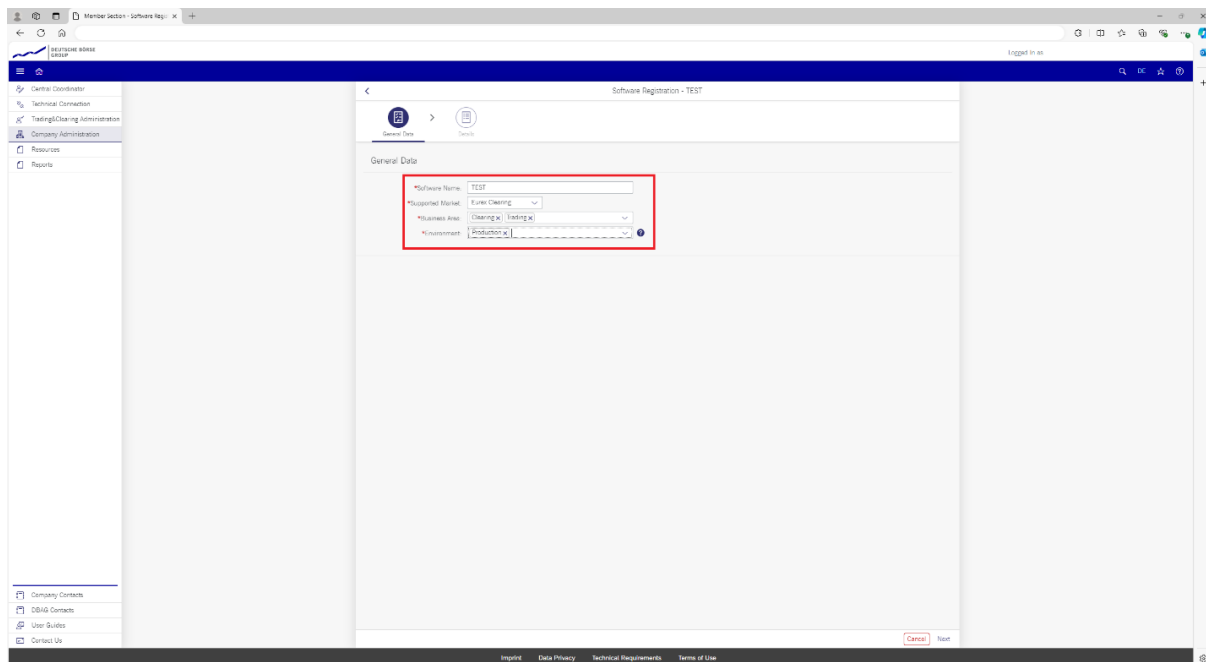 Member Section - Software Regi
DEUTSCHE BÖRSE
GROUP
Logged in as
DE
Central Coordinator
Technical Connection
Trading&Clearing Administration
Company Administration
Resources
Reports
Software Registration - TEST
General Data
Details
General Data
*Software Name: TEST
*Supported Market: Eurex Clearing
*Business Area: Clearing Trading
*Environment: Production
Company Contacts
DBAG Contacts
User Guides
Contact Us
Cancel Next
Imprint Data Privacy Technical Requirements Terms of Use